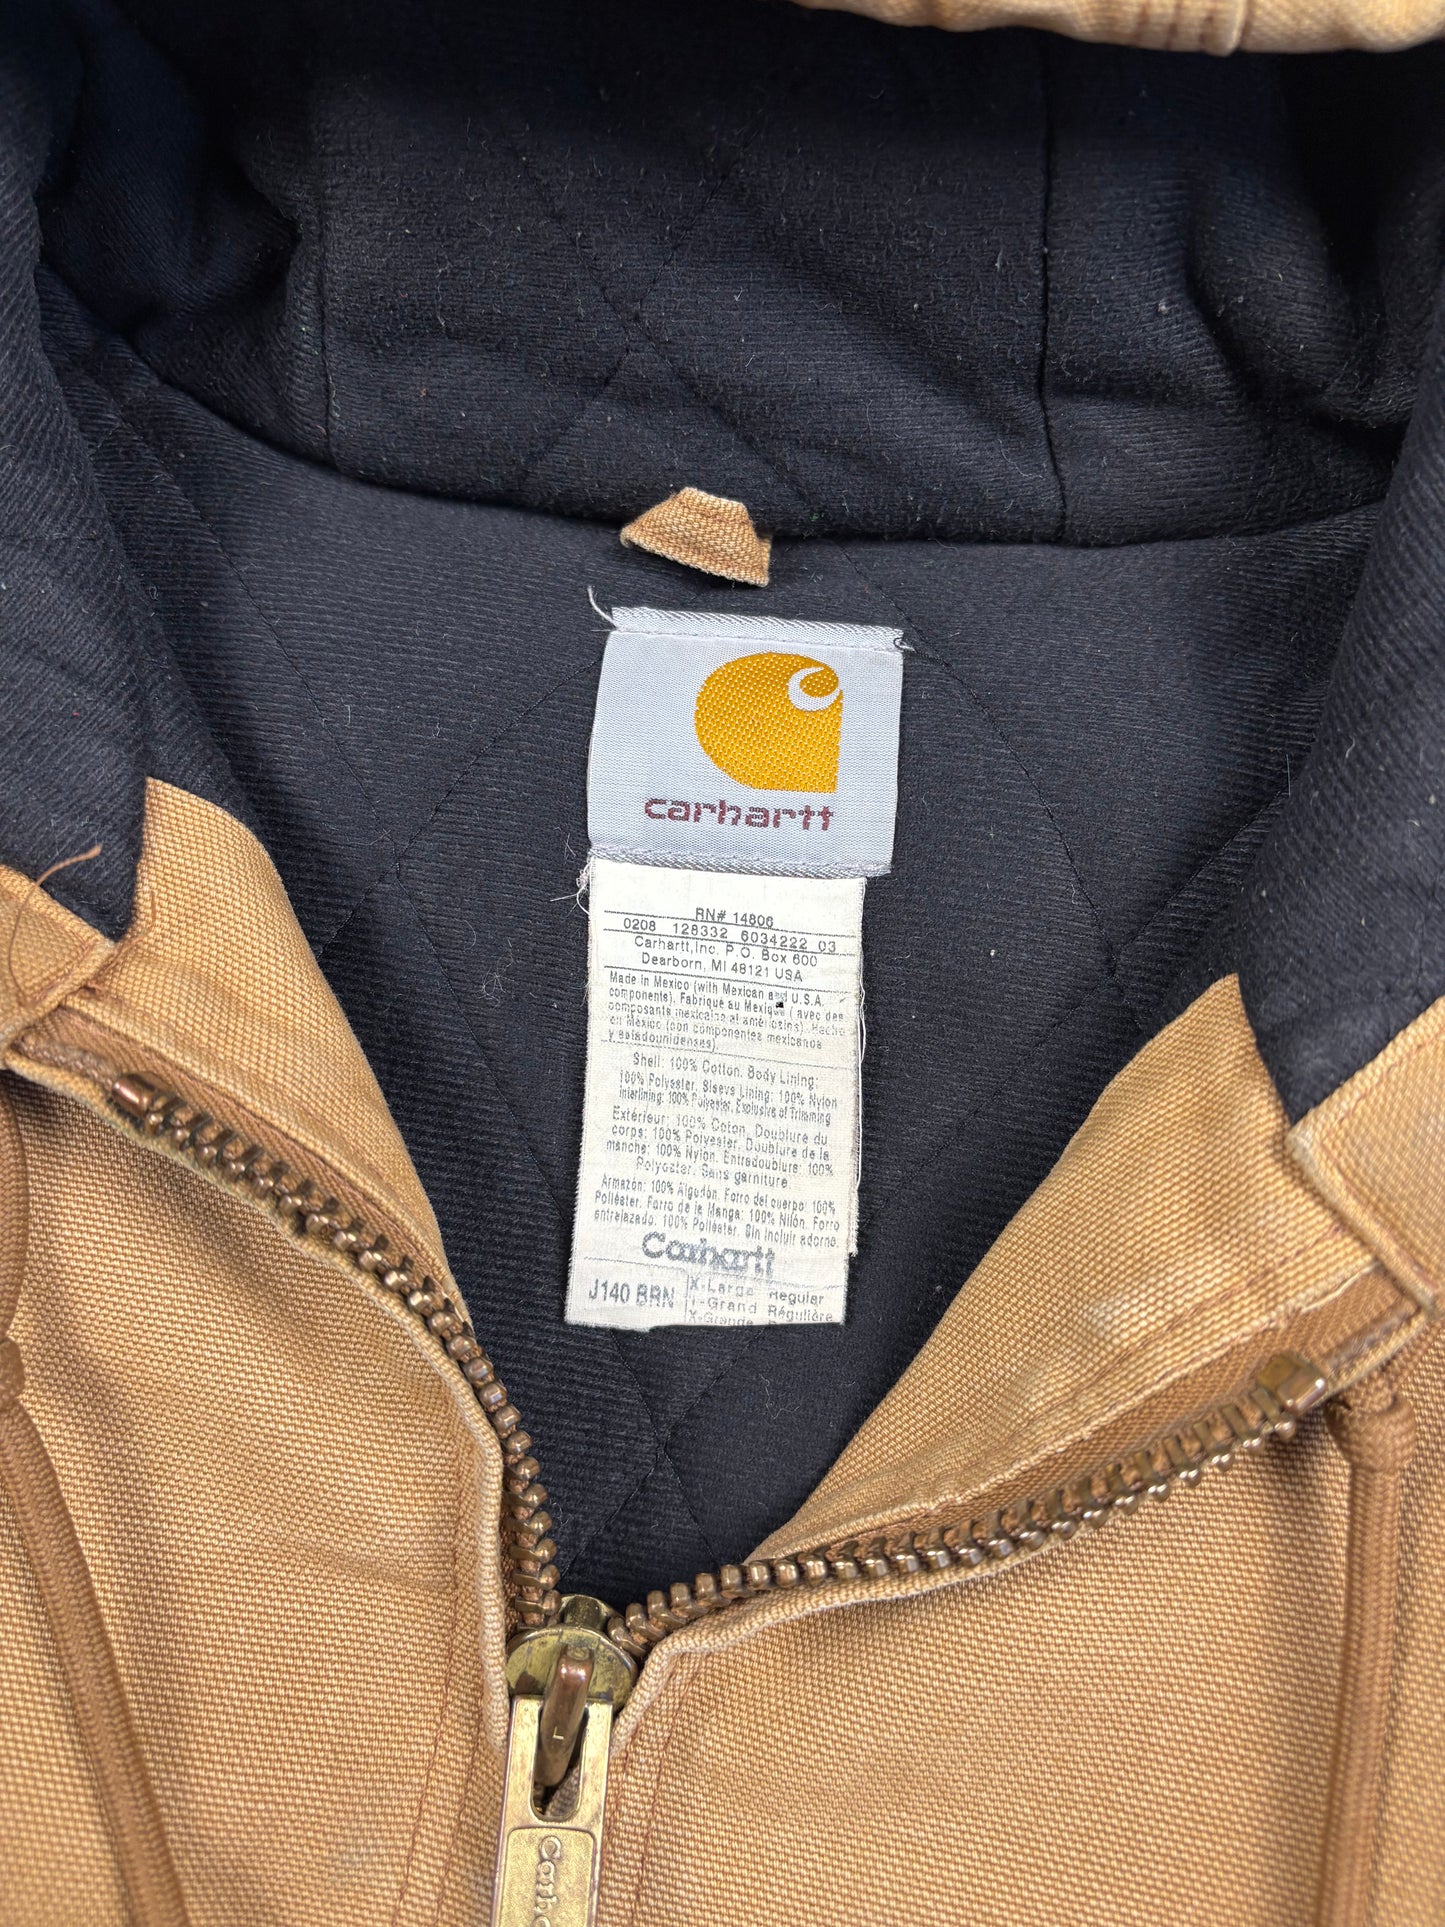 carhartt
RN# 14806
0208 128332 6034222 03
Carhartt,Inc. P.O. Box 600
Dearborn, MI 48121 USA
Made in Mexico (with Mexican and U.S.A.
components). Fabriqué au Mexique ( avec des
composants mexicains et américains). Hecho
en México (con componentes mexicanos
y estadounidenses).
Shell: 100% Cotton. Body Lining:
100% Polyester. Sleeve Lining: 100% Nylon
Interlining: 100% Polyester, Exclusive of Trimming
Extérieur: 100% Coton. Doublure du
corps: 100% Polyester. Doublure de la
manche: 100% Nylon. Entredoublure: 100%
Polyester. Sans garniture
Armazón: 100% Algodón. Forro del cuerpo: 100%
Poliéster. Forro de la Manga: 100% Nilón. Forro
entrelazado: 100% Poliéster. Sin incluir adorno.
Carhartt
J140 BRN
X-Large Regular
T-Grand Régulière
X-Grande
Carh